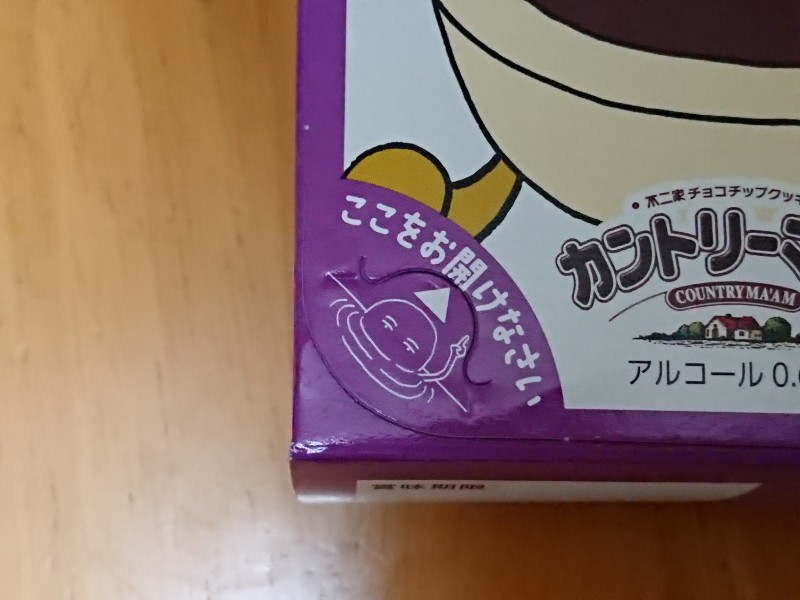 不二家 チョコチップクッキ
カントリーマ
COUNTRY MA'AM
アルコール 0.
ここをお開けなさい
賞味期限